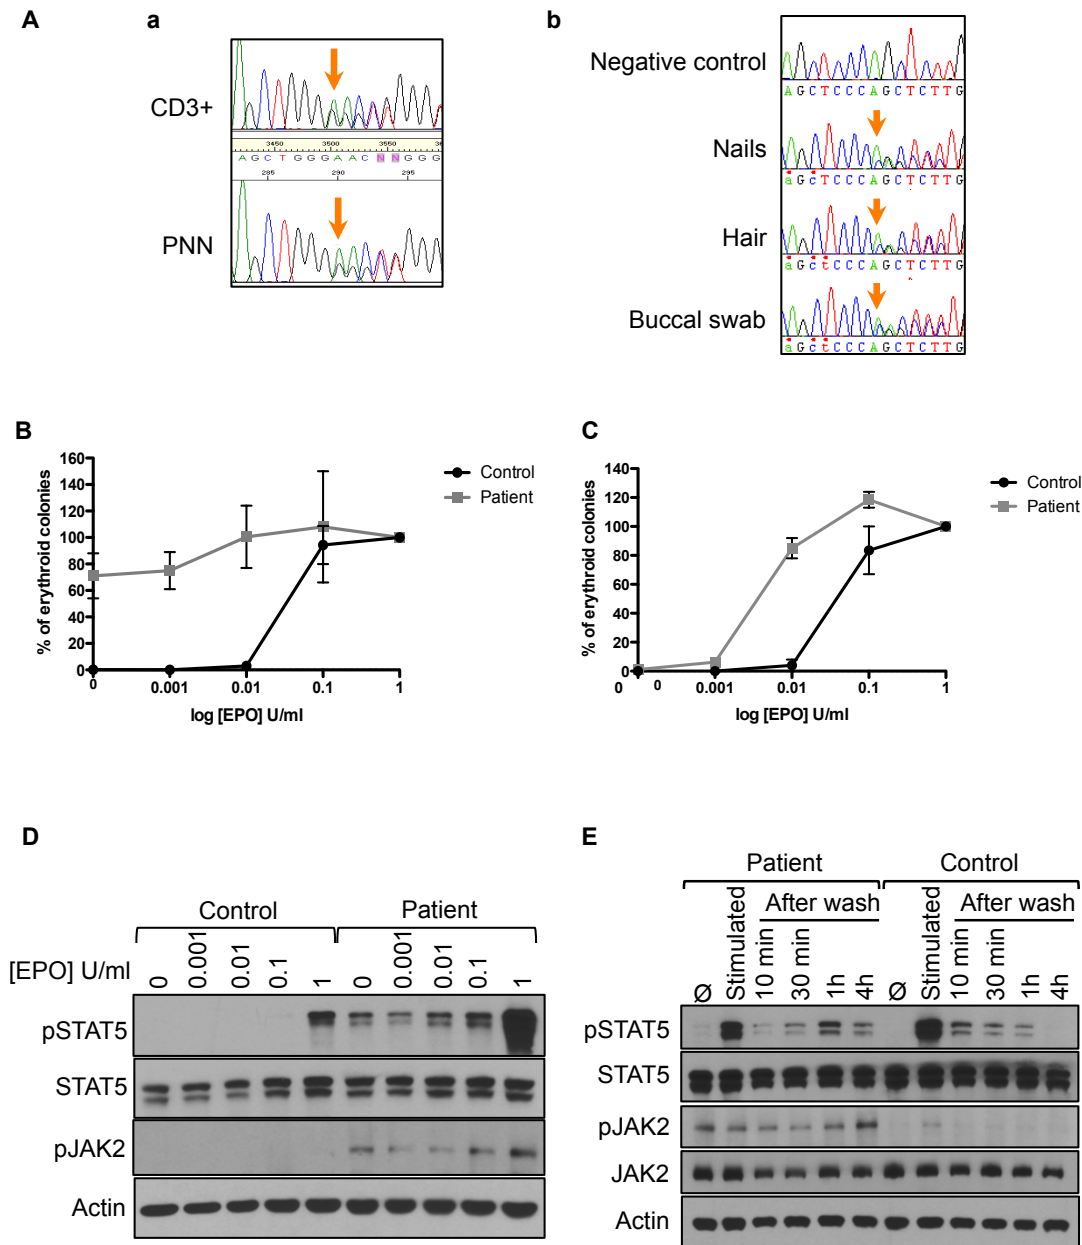 A
a
CD3+
3450 3500 3550
A G C T G G G A A C N N G G G
285 290 295
PNN
b
Negative control
A G C T C C C A G C T C T T G
Nails
a G c T C C C A G C T C T T G
Hair
a G c t C C C A G C T C T T G
Buccal swab
a G c t C C C A G C T C T T G
B
160
140
120
100
80
60
40
20
0
% of erythroid colonies
0 0.001 0.01 0.1 1
log [EPO] U/ml
Control
Patient
C
140
120
100
80
60
40
20
0
% of erythroid colonies
0 0 0.001 0.01 0.1 1
log [EPO] U/ml
Control
Patient
D
Control Patient
[EPO] U/ml 0 0.001 0.01 0.1 1 0 0.001 0.01 0.1 1
pSTAT5
STAT5
pJAK2
Actin
E
Patient Control
After wash After wash
Ø Stimulated 10 min 30 min 1h 4h Ø Stimulated 10 min 30 min 1h 4h
pSTAT5
STAT5
pJAK2
JAK2
Actin